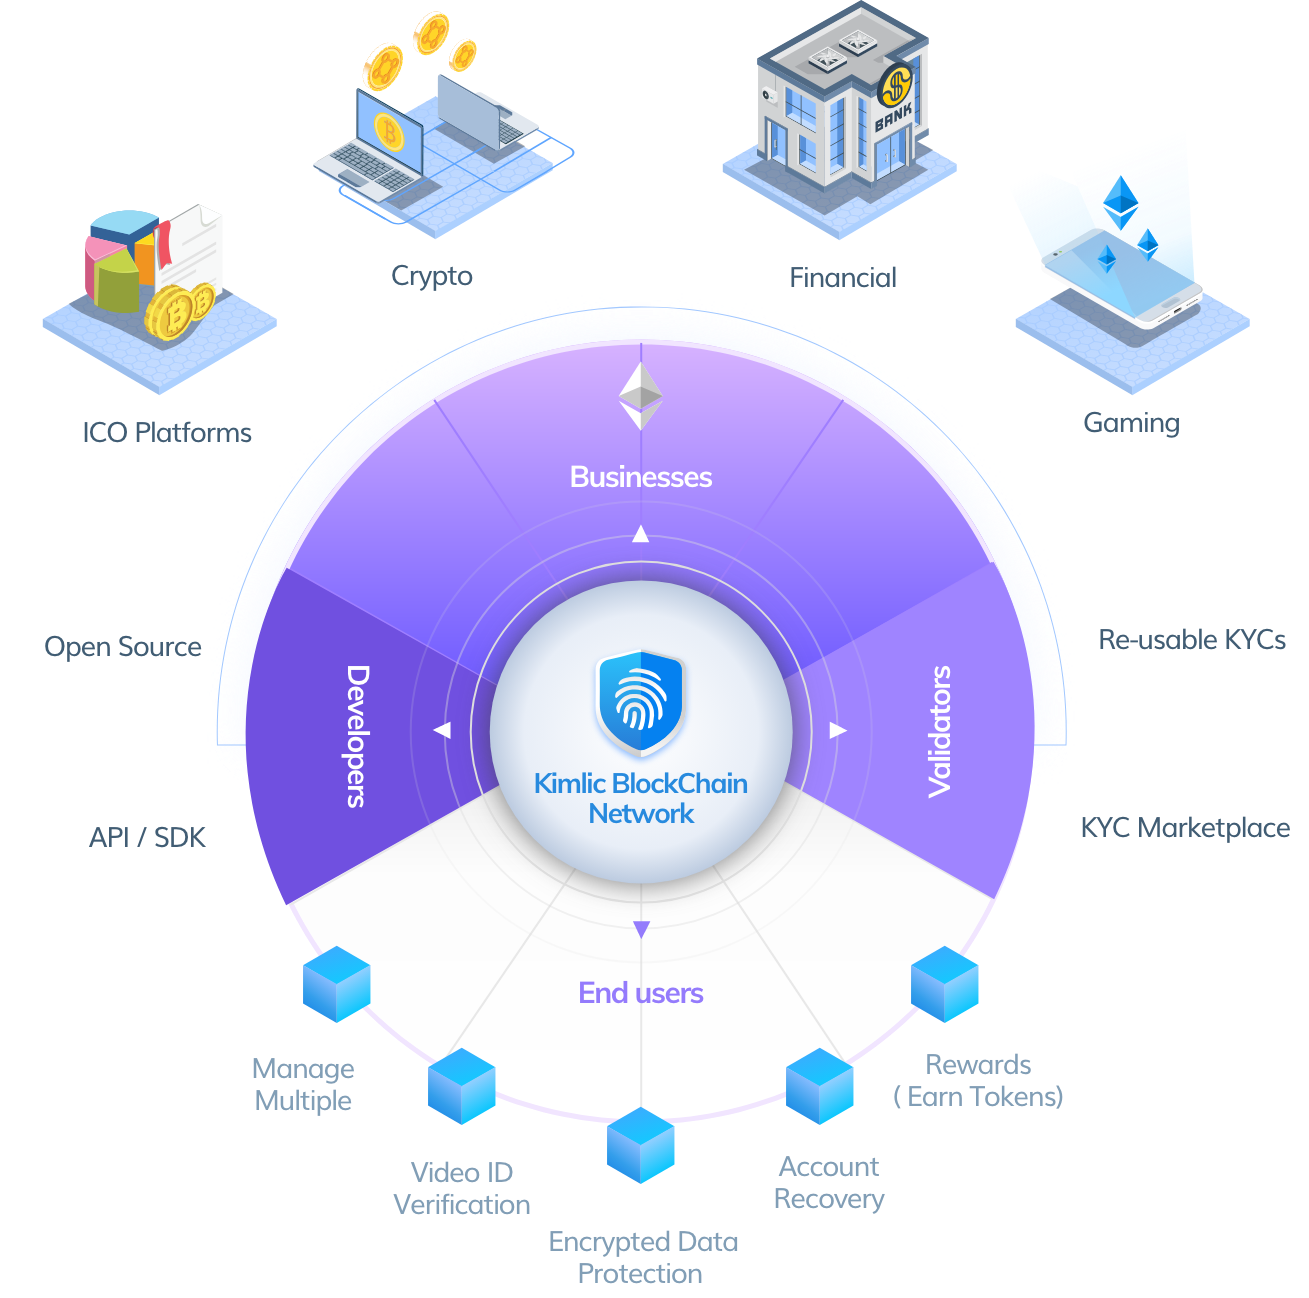 BANK
Crypto
Financial
ICO Platforms
Gaming
Businesses
Open Source
Re-usable KYCs
Developers
Validators
Kimlic BlockChain
Network
API / SDK
KYC Marketplace
End users
Manage
Multiple
Video ID
Verification
Encrypted Data
Protection
Account
Recovery
Rewards
( Earn Tokens)